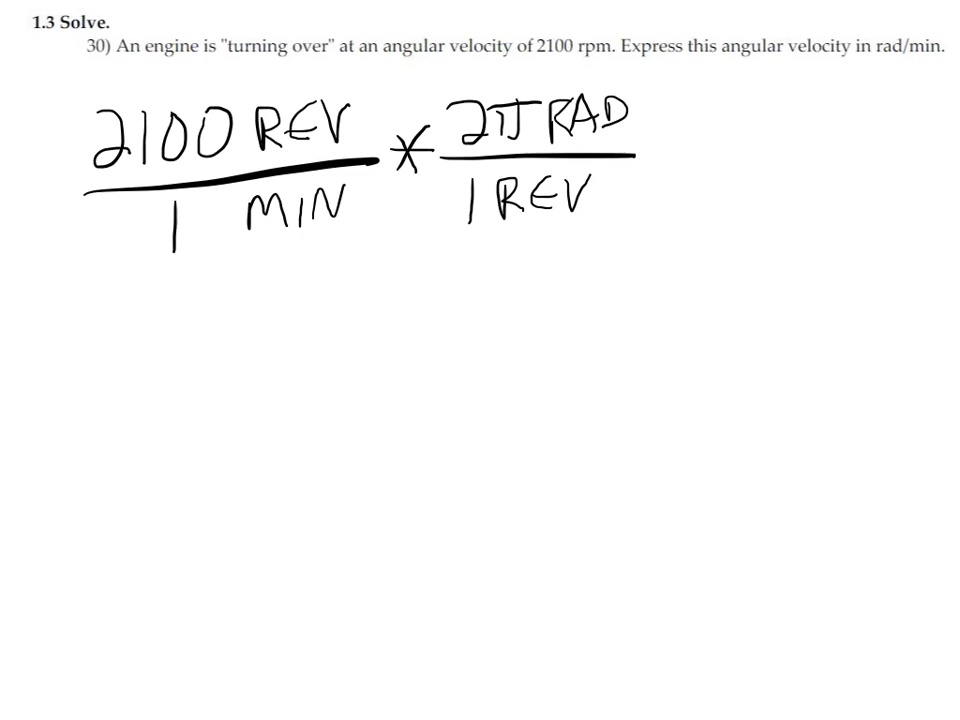 1.3 Solve.
30) An engine is "turning over" at an angular velocity of 2100 rpm. Express this angular velocity in rad/min.
2100 REV * 2π RAD
1 MIN 1 REV